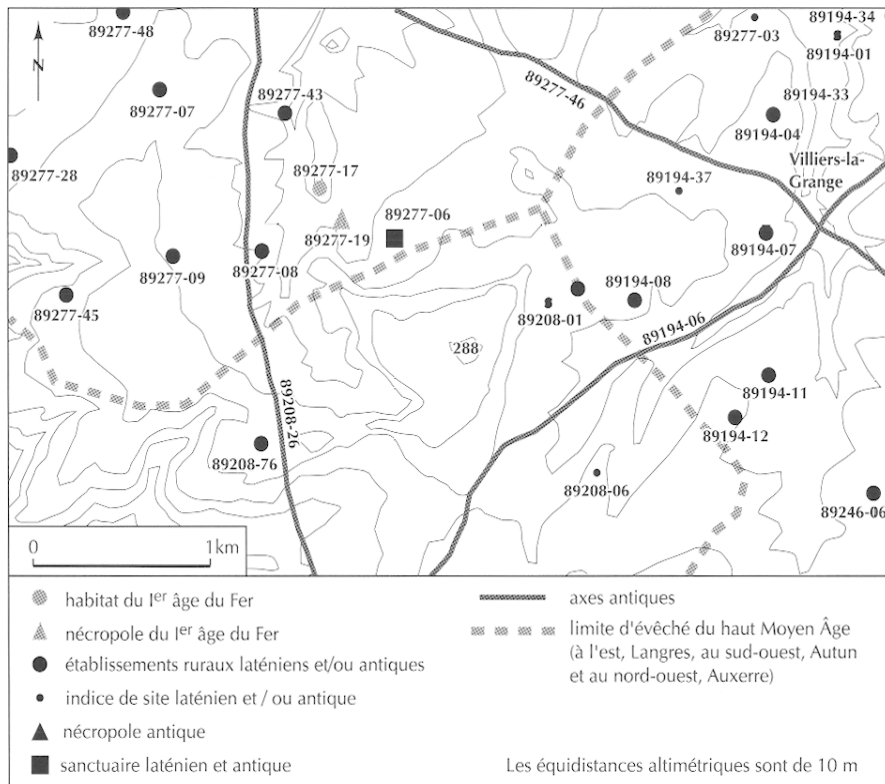 89277-48
89277-03
89194-34
89194-01
N
89277-07
89277-43
89277-46
89194-33
89194-04
89277-28
89277-17
Villiers-la-
Grange
89194-37
89277-06
89277-19
89194-07
89277-09
89277-08
89277-45
89194-08
89208-01
89194-06
288
89208-26
89194-11
89194-12
89208-76
89208-06
89246-06
0
1km
habitat du Ier âge du Fer
nécropole du Ier âge du Fer
établissements ruraux laténiens et/ou antiques
indice de site laténien et / ou antique
nécropole antique
sanctuaire laténien et antique
axes antiques
limite d'évêché du haut Moyen Âge
(à l'est, Langres, au sud-ouest, Autun
et au nord-ouest, Auxerre)
Les équidistances altimétriques sont de 10 m